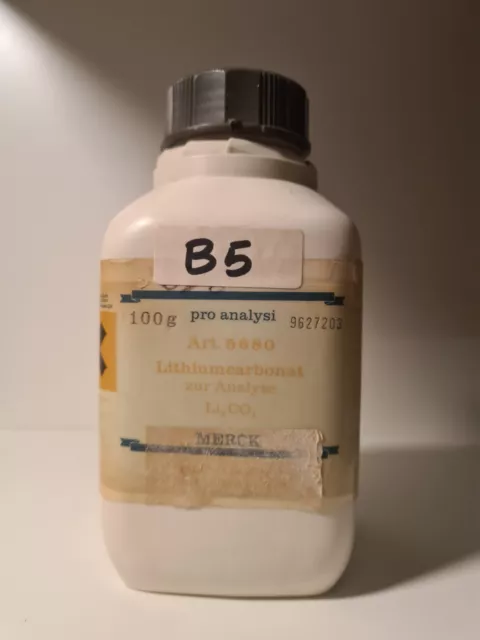 B5
100g pro analysi 9627203
Art. 5680
Lithiumcarbonat
zur Analyse
Li₂CO₃
MERCK